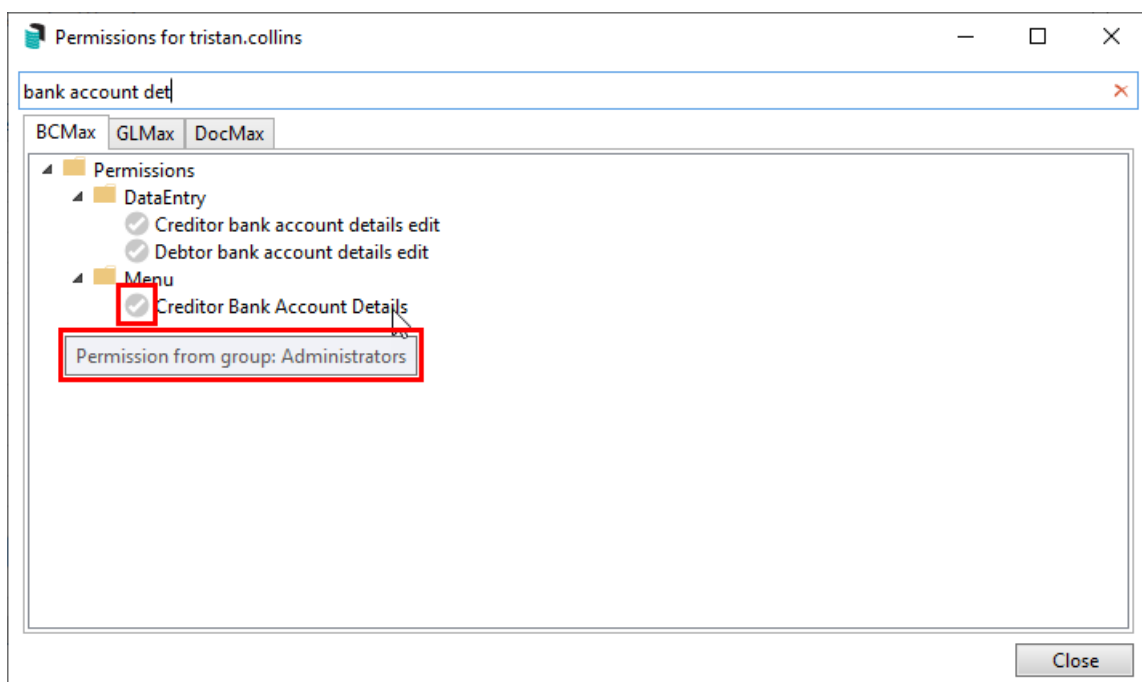 Permissions for tristan.collins
bank account det
BCMax GLMax DocMax
Permissions
DataEntry
Creditor bank account details edit
Debtor bank account details edit
Menu
Creditor Bank Account Details
Permission from group: Administrators
Close